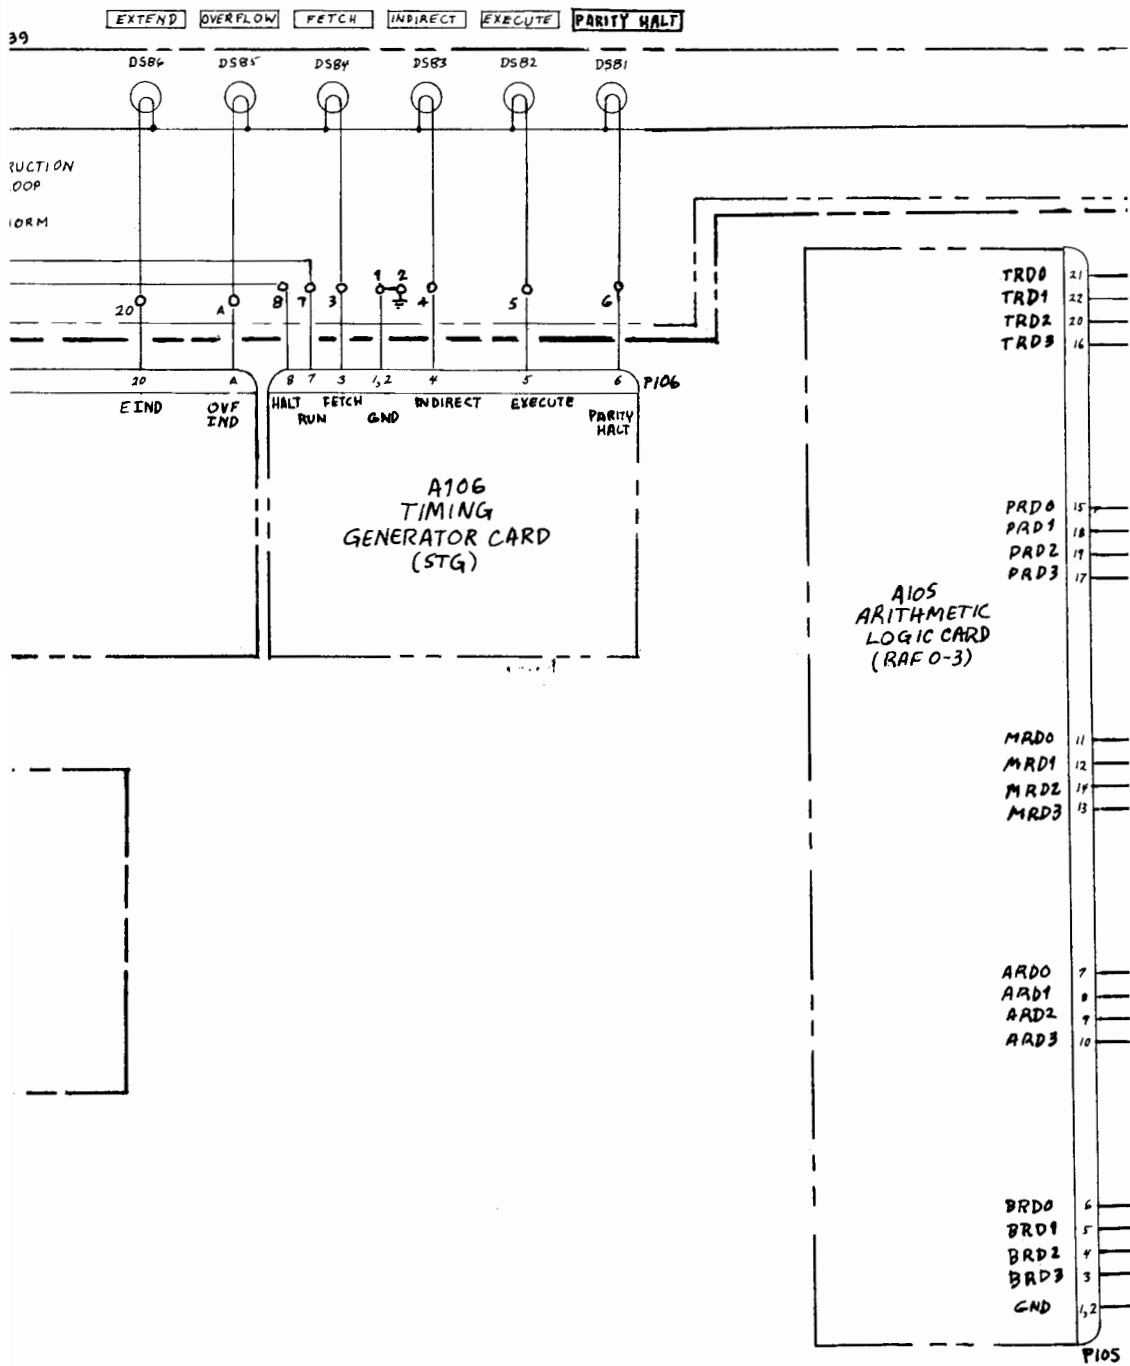 EXTEND OVERFLOW FETCH INDIRECT EXECUTE PARITY HALT
39
DS86 DS85 DS84 DS83 DS82 DS81
RUCTION
OOP
ORM
20 A 8 7 3 1 2 4 5 6
20 A 8 7 3 1,2 4 5 6 P106
E IND OVF IND HALT RUN FETCH GND INDIRECT EXECUTE PARITY HALT
A106
TIMING
GENERATOR CARD
(STG)
TRD0 21
TRD1 22
TRD2 20
TRD3 16
PRD0 15
PRD1 18
PRD2 19
PRD3 17
A105
ARITHMETIC
LOGIC CARD
(RAF 0-3)
MRD0 11
MRD1 12
MRD2 14
MRD3 13
ARD0 7
ARD1 8
ARD2 9
ARD3 10
BRD0 6
BRD1 5
BRD2 4
BRD3 3
GND 1,2
P105